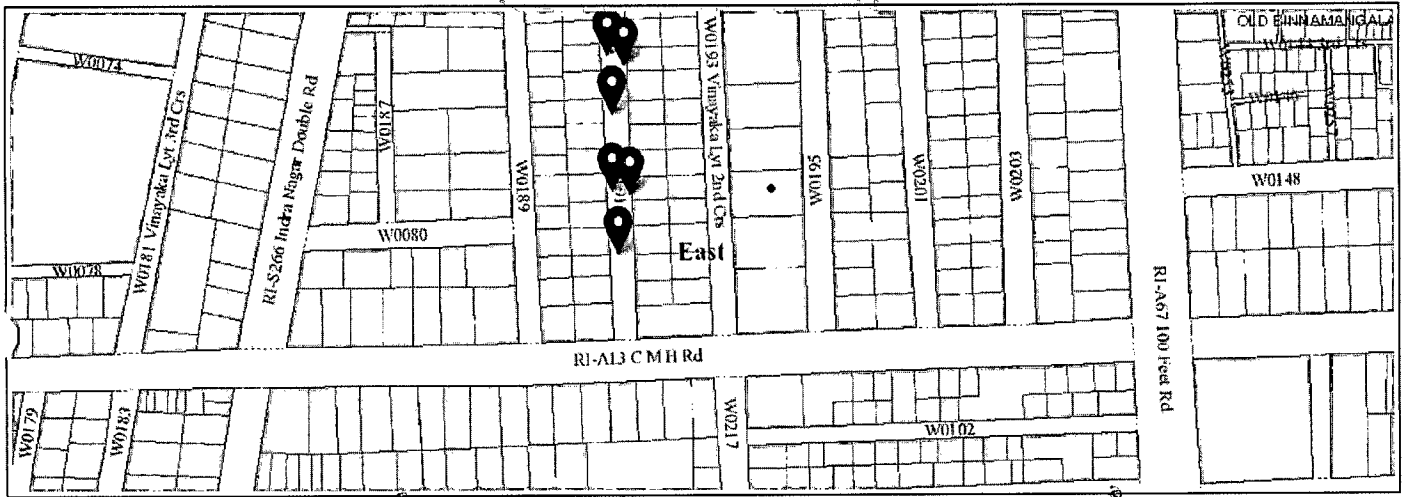 OLD BINNAMANGALA
W0074
W0181 Vinayaka Lyt 3rd Crs
RI-S266 Indra Nagar Double Rd
W0187
W0189
W0193 Vinayaka Lyt 2nd Crs
W0195
W0201
W0203
W0148
W0080
East
W0078
RI-A13 C M H Rd
RI-A67 100 Feet Rd
W0179
W0183
W0217
W0102